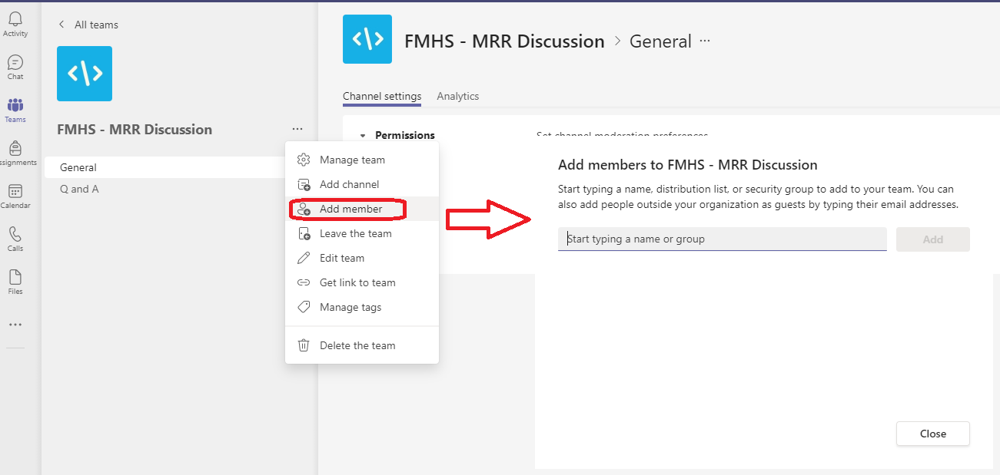 Activity
Chat
Teams
ssignments
Calendar
Calls
Files
All teams
</>
FMHS - MRR Discussion
General
Q and A
Manage team
Add channel
Add member
Leave the team
Edit team
Get link to team
Manage tags
Delete the team
</>
FMHS - MRR Discussion > General ...
Channel settings Analytics
Permissions
Set channel moderation preferences
Add members to FMHS - MRR Discussion
Start typing a name, distribution list, or security group to add to your team. You can
also add people outside your organization as guests by typing their email addresses.
Start typing a name or group
Add
Close